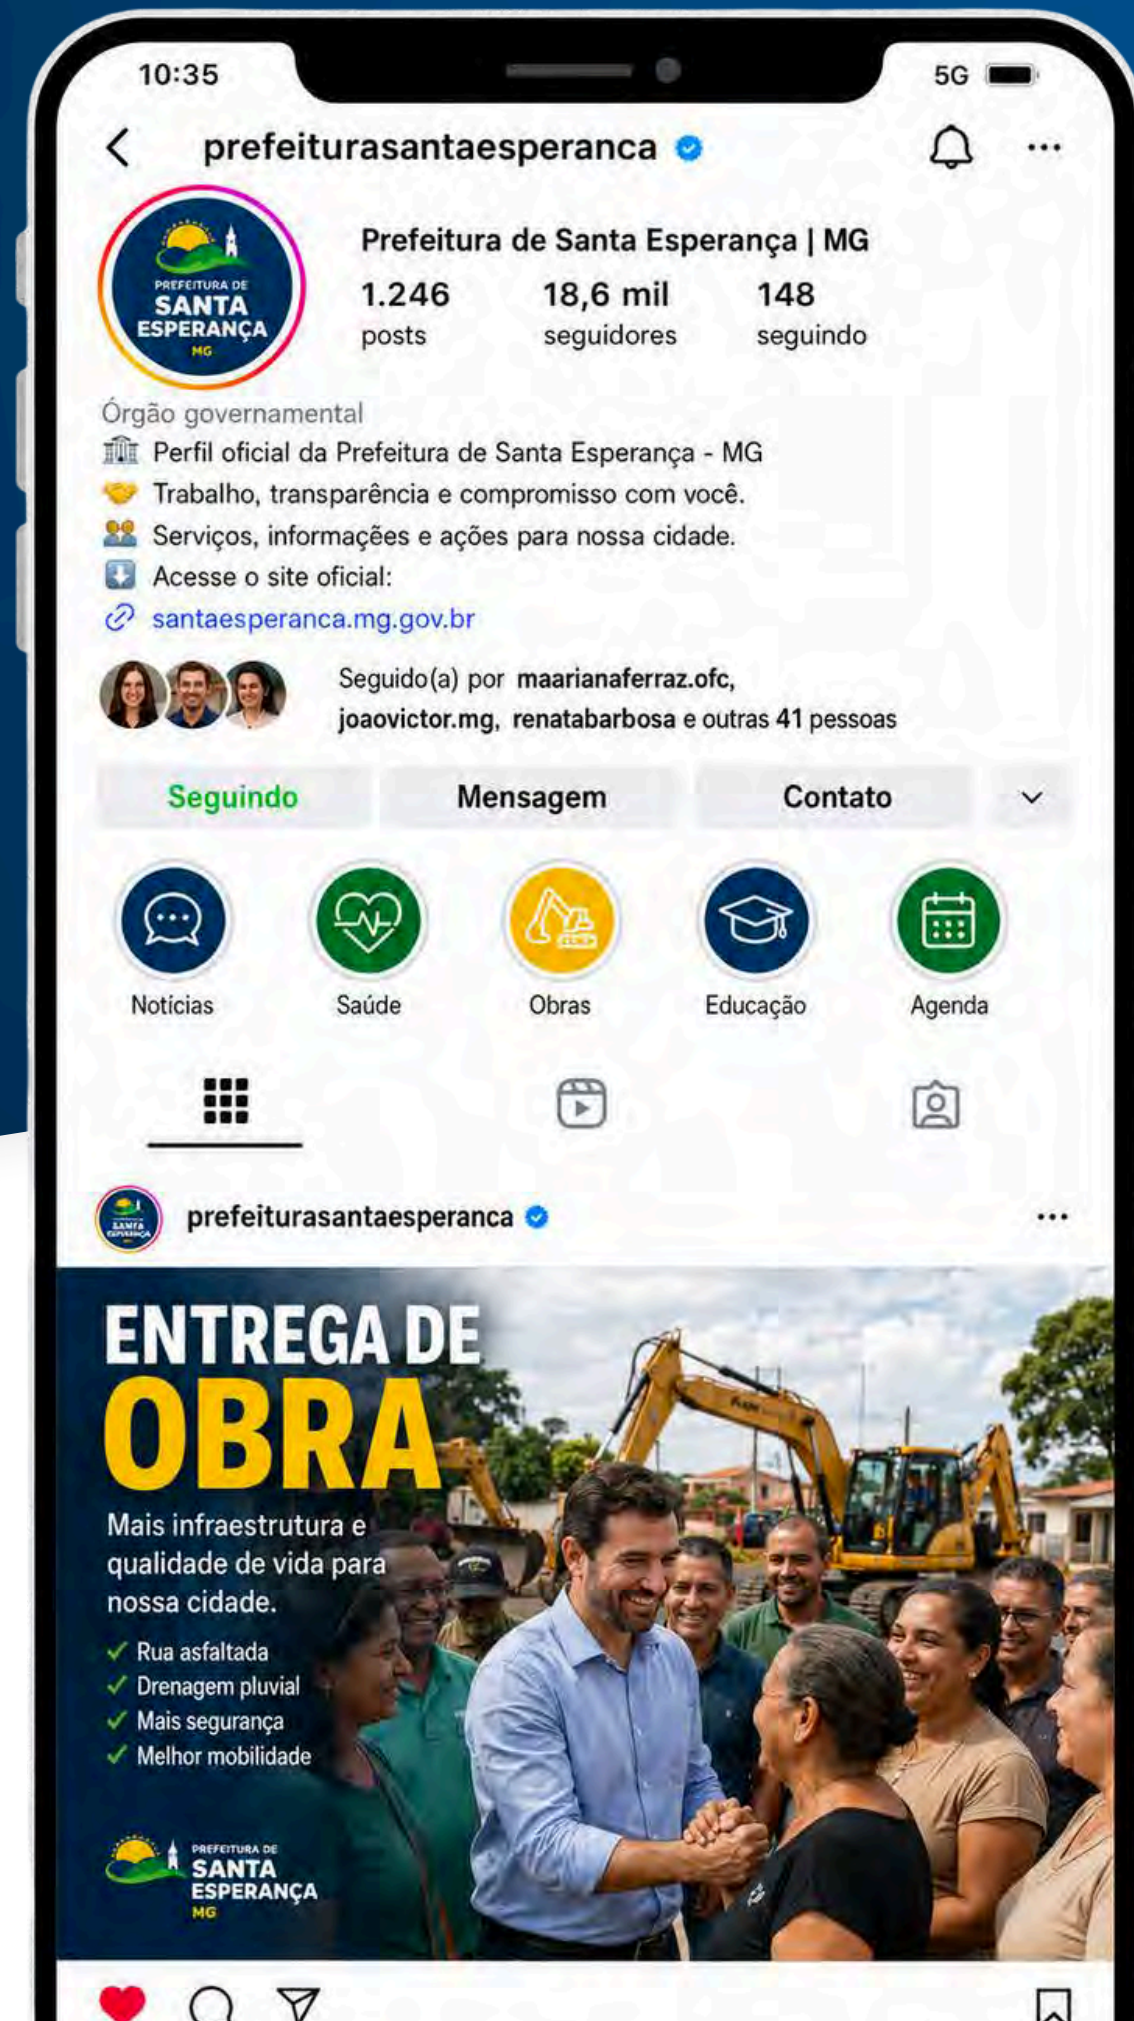 10:35
5G
prefeiturasantaesperanca
PREFEITURA DE
SANTA
ESPERANÇA
MG
Prefeitura de Santa Esperança | MG
1.246 18,6 mil 148
posts seguidores seguindo
Órgão governamental
Perfil oficial da Prefeitura de Santa Esperança - MG
Trabalho, transparência e compromisso com você.
Serviços, informaçẽes e ações para nossa cidade.
Acesse o site oficial:
santaesperanca.mg.gov.br
Seguido(a) por maarianaferraz.ofc,
joaovictor.mg, renatabarbosa e outras 41 pessoas
Seguindo Mensagem Contato
Notícias Saúde Obras Educação Agenda
prefeiturasantaesperanca
SANTA
ESPERANÇA
ENTREGA DE
OBRA
Mais infraestrutura e
qualidade de vida para
nossa cidade.
Rua asfaltada
Drenagem pluvial
Mais segurança
Melhor mobilidade
PREFEITURA DE
SANTA
ESPERANÇA
MG